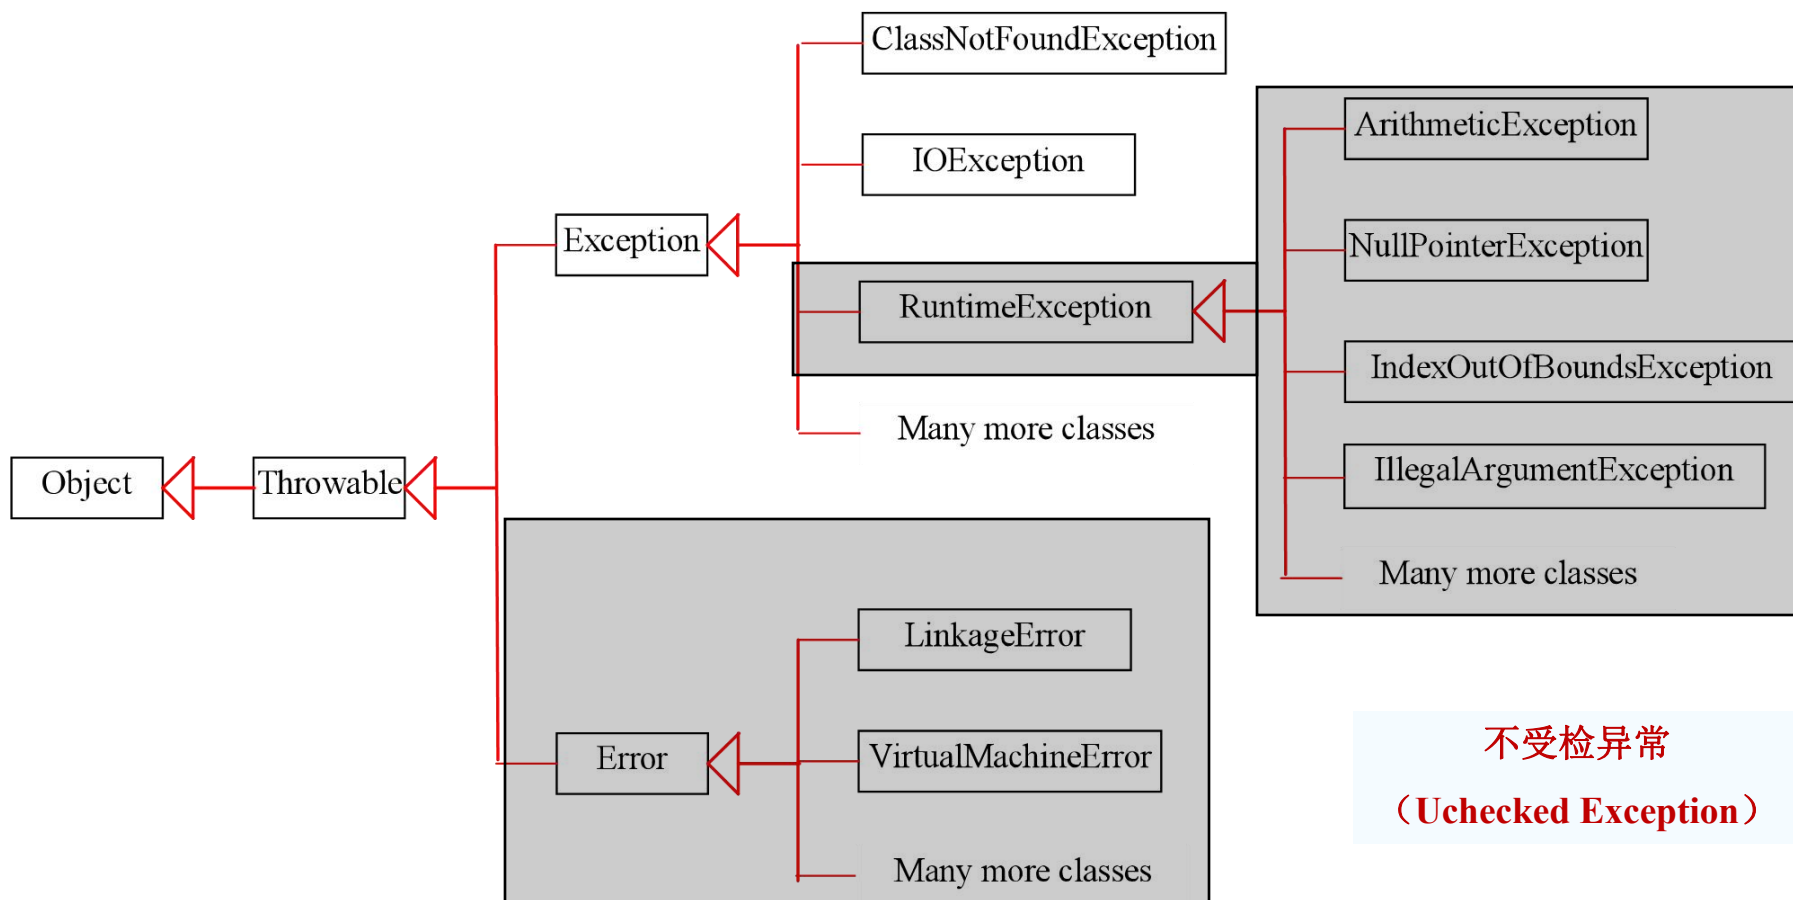 ClassNotFoundException
ArithmeticException
IOException
NullPointerException
Exception
RuntimeException
IndexOutOfBoundsException
Many more classes
Object
Throwable
IllegalArgumentException
Many more classes
LinkageError
Error
VirtualMachineError
Many more classes
不受检异常
（Uchecked Exception）